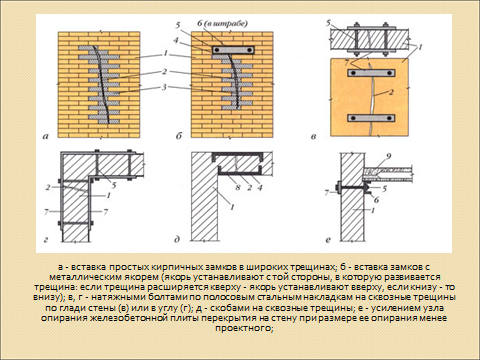 5
6 (в штрабе)
4
1
2
3
а
б
5
1
7
2
в
2
1
5
7
7
г
1
8 2 4
д
9
7
5
6
1
е
а - вставка простых кирпичных замков в широких трещинах; б - вставка замков с
металлическим якорем (якорь устанавливают с той стороны, в которую развивается
трещина: если трещина расширяется кверху - якорь устанавливают вверху, если книзу - то
внизу); в, г - натяжными болтами по полосовым стальным накладкам на сквозные трещины
по глади стены (в) или в углу (г); д - скобами на сквозные трещины; е - усилением узла
опирания железобетонной плиты перекрытия на стену при размере ее опирания менее
проектного;